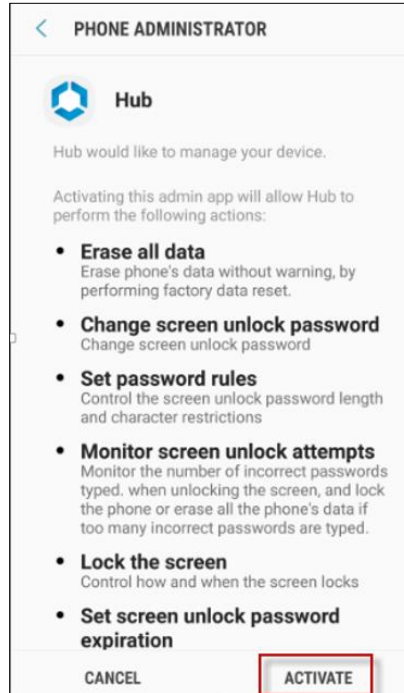 PHONE ADMINISTRATOR
Hub
Hub would like to manage your device.
Activating this admin app will allow Hub to
perform the following actions:
• Erase all data
Erase phone's data without warning, by
performing factory data reset.
• Change screen unlock password
Change screen unlock password
• Set password rules
Control the screen unlock password length
and character restrictions
• Monitor screen unlock attempts
Monitor the number of incorrect passwords
typed. when unlocking the screen, and lock
the phone or erase all the phone's data if
too many incorrect passwords are typed.
• Lock the screen
Control how and when the screen locks
• Set screen unlock password
expiration
CANCEL ACTIVATE